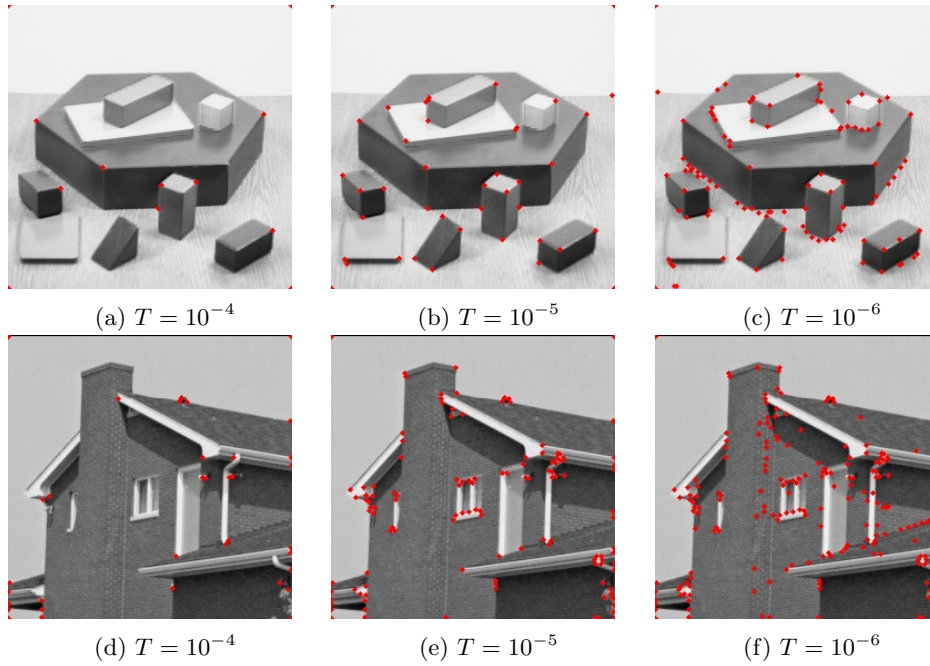 (a) T = 10⁻⁴ (b) T = 10⁻⁵ (c) T = 10⁻⁶
(d) T = 10⁻⁴ (e) T = 10⁻⁵ (f) T = 10⁻⁶